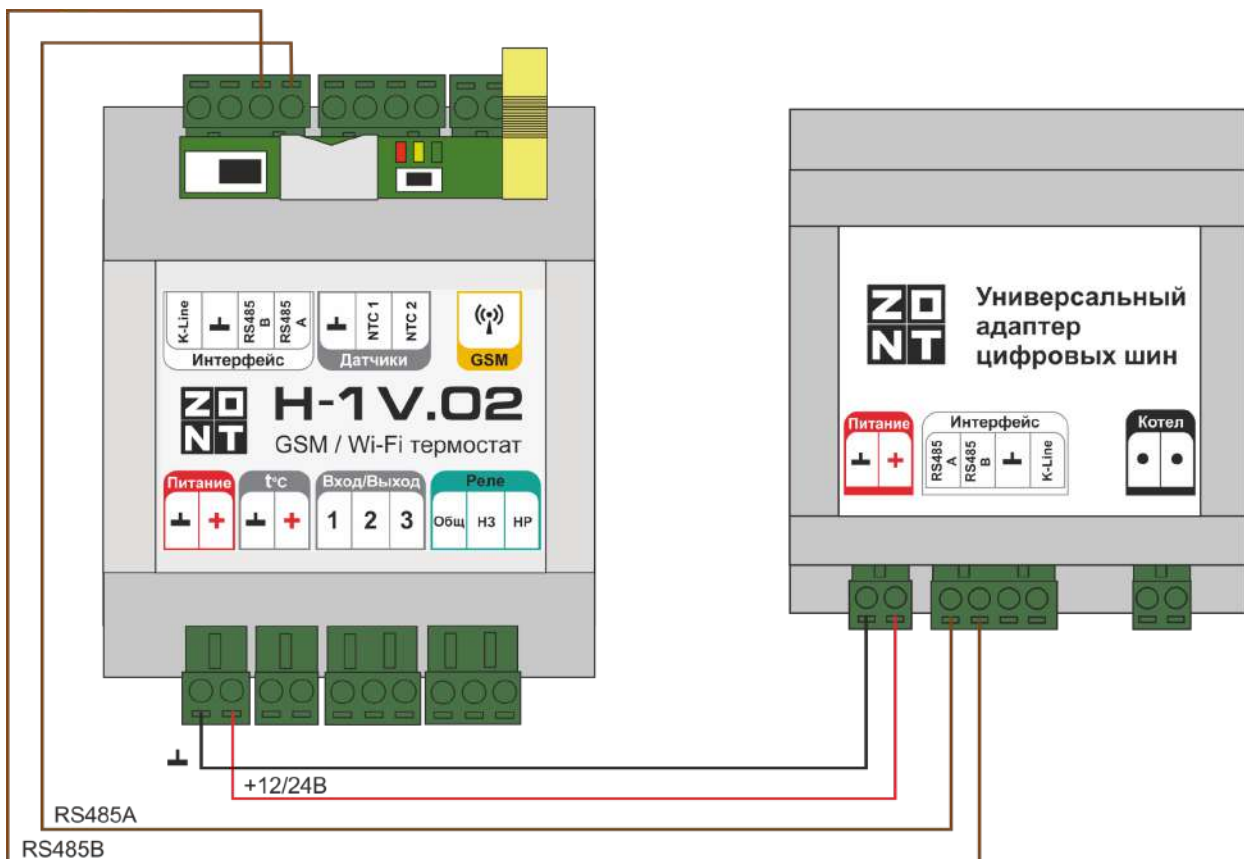 K-Line
RS485
B
RS485
A
Интерфейс
NTC 1
NTC 2
Датчики
GSM
ZONT
H-1V.02
GSM / Wi-Fi термостат
Питание
+
t°C
+
Вход/Выход
1 2 3
Реле
Общ НЗ НР
ZONT
Универсальный
адаптер
цифровых шин
Питание
+
Интерфейс
RS485
A
RS485
B
K-Line
Котел
+12/24В
RS485A
RS485B